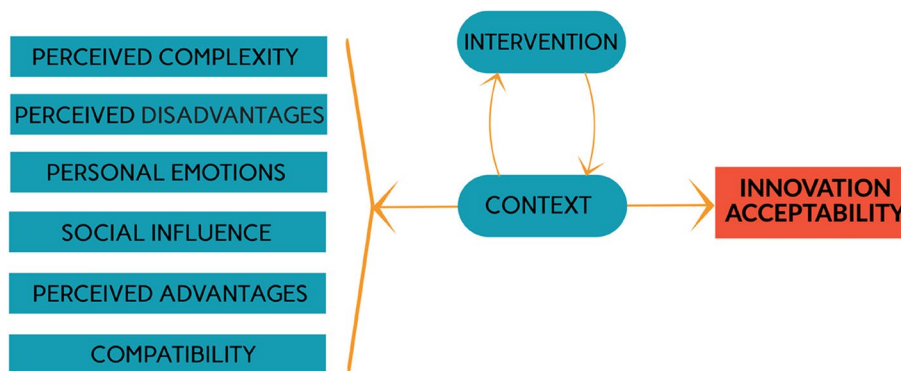 PERCEIVED COMPLEXITY
PERCEIVED DISADVANTAGES
PERSONAL EMOTIONS
SOCIAL INFLUENCE
PERCEIVED ADVANTAGES
COMPATIBILITY
INTERVENTION
CONTEXT
INNOVATION
ACCEPTABILITY